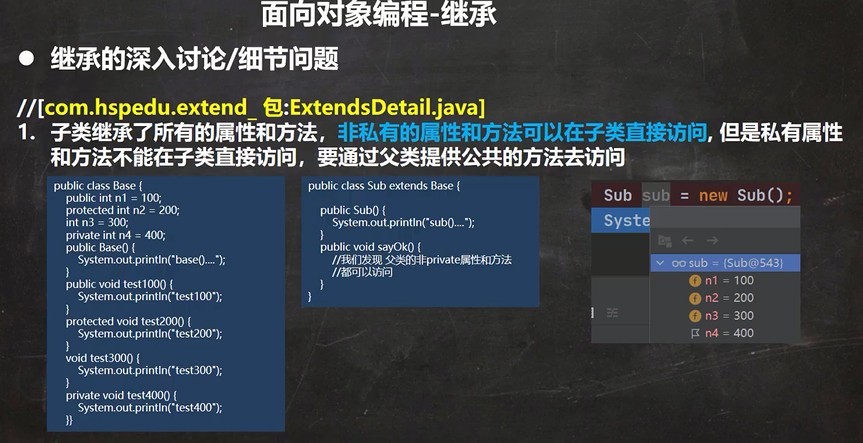 面向对象编程-继承
● 继承的深入讨论/细节问题
//[com.hspedu.extend_ 包:ExtendsDetail.java]
1. 子类继承了所有的属性和方法，非私有的属性和方法可以在子类直接访问, 但是私有属性
和方法不能在子类直接访问，要通过父类提供公共的方法去访问
public class Base {
public int n1 = 100;
protected int n2 = 200;
int n3 = 300;
private int n4 = 400;
public Base() {
System.out.println("base()....");
}
public void test100() {
System.out.println("test100");
}
protected void test200() {
System.out.println("test200");
}
void test300() {
System.out.println("test300");
}
private void test400() {
System.out.println("test400");
}}
public class Sub extends Base {
public Sub() {
System.out.println("sub()....");
}
public void sayOk() {
//我们发现 父类的非private属性和方法
//都可以访问
}
}
Sub sub = new Sub();
Syste
sub = {Sub@543}
f n1 = 100
f n2 = 200
f n3 = 300
n4 = 400